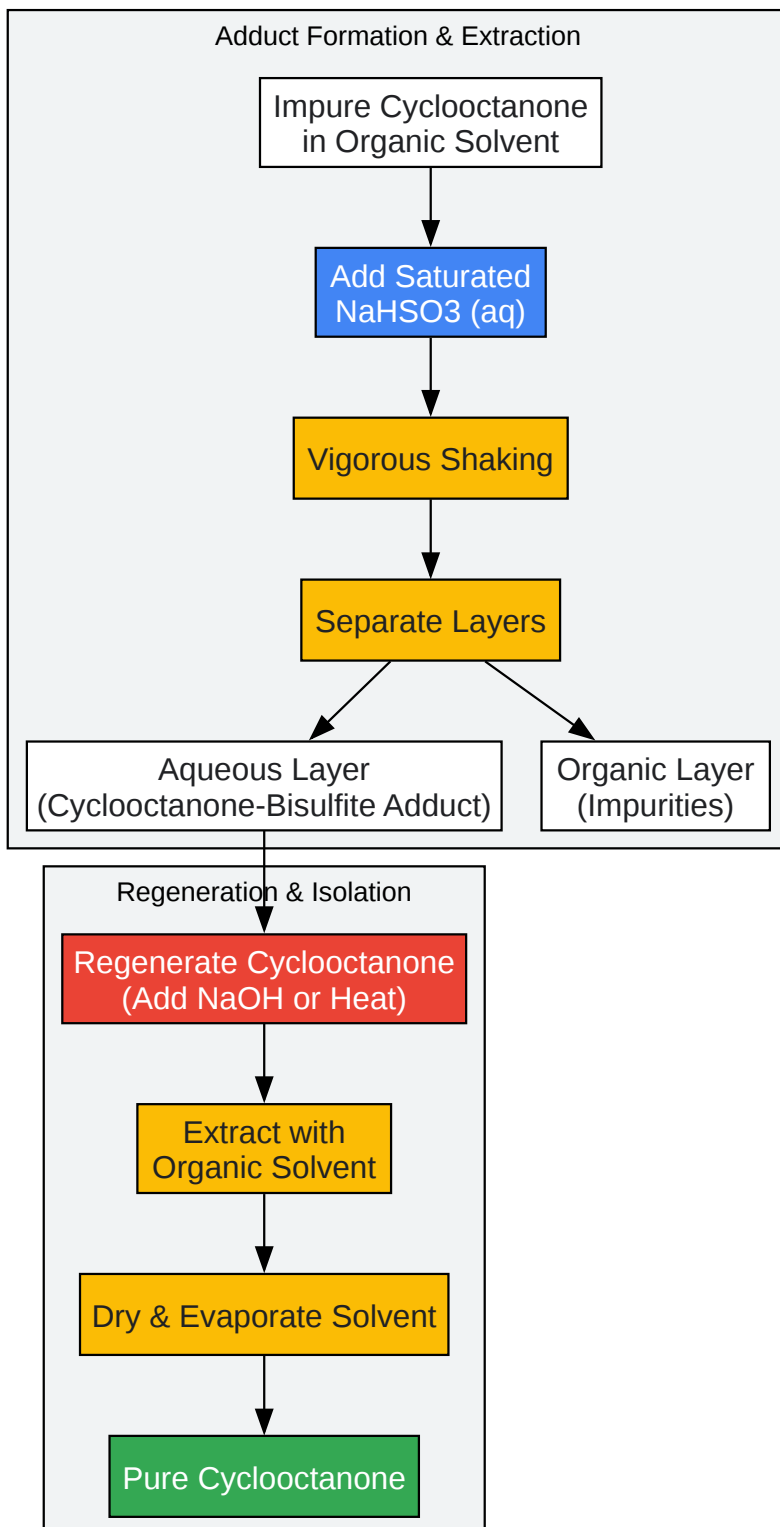 Adduct Formation & Extraction
Impure Cyclooctanone
in Organic Solvent
Add Saturated
NaHSO3 (aq)
Vigorous Shaking
Separate Layers
Aqueous Layer
(Cyclooctanone-Bisulfite Adduct)
Organic Layer
(Impurities)
Regeneration & Isolation
Regenerate Cyclooctanone
(Add NaOH or Heat)
Extract with
Organic Solvent
Dry & Evaporate Solvent
Pure Cyclooctanone